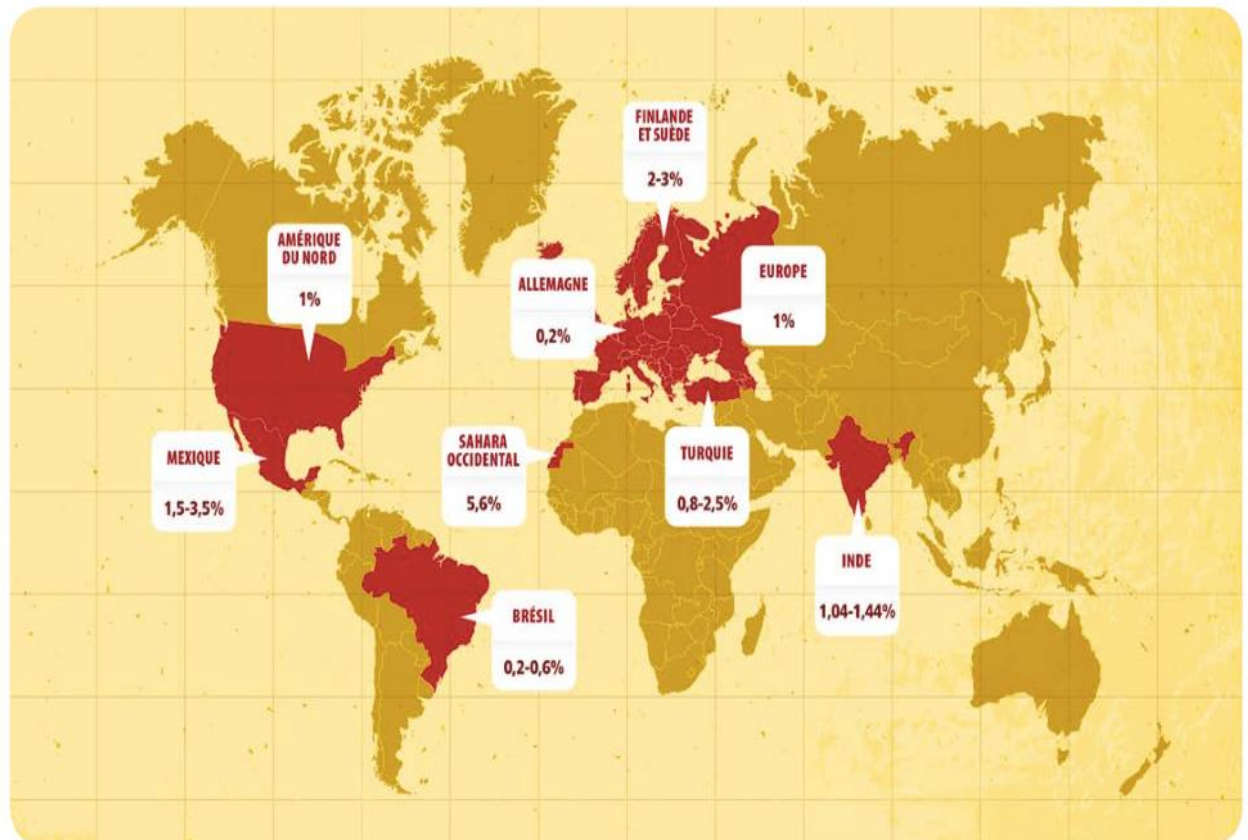 FINLANDE
ET SUÈDE
2-3%
AMÉRIQUE
DU NORD
1%
ALLEMAGNE
0,2%
EUROPE
1%
MEXIQUE
1,5-3,5%
SAHARA
OCCIDENTAL
5,6%
TURQUIE
0,8-2,5%
INDE
1,04-1,44%
BRÉSIL
0,2-0,6%